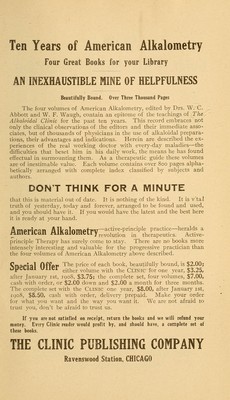 Ten Years of American Alkalometry
Four Great Books for your Library
AN INEXHAUSTIBLE MINE OF HELPFULNESS
Beautifully Bound. Over Three Thousand Pages
The four volumes of American Alkalometry, edited by Drs. W. C.
Abbott and W. F. Waugh, contain an epitome of the teachings of The
Alkaloidal Clinic for the past ten years. This record embraces not
only the clinical observations of the editors and their immediate asso-
ciates, but of thousands of physicians in the use of alkaloidal prepara-
tions, their advantages and indications. Herein are described the ex-
periences of the real working doctor with every-day maladies—the
difficulties that beset him in his daily work, the means he has found
effectual in surmounting them. As a therapeutic guide these volumes
are of inestimable value. Each volume contains over 800 pages alpha-
betically arranged with complete index classified by subjects and
authors.
DON'T THINK FOR A MINUTE
that this is material out of date. It is nothing of the kind. It is vital
truth of yesterday, today and forever, arranged to be found and used,
and you should have it. If you would have the latest and the best here
it is ready at your hand.
American Alkalometry—active-principle practice—heralds a
revolution in therapeutics. Active-
principle Therapy has surely come to stay. There are no books more
intensely interesting and valuable for the progressive practician than
the four volumes of American Alkalometry above described.
Special Offer The price of each book, beautifully bound, is $2.00;
either volume with the CLINIC for one year, $3.25,
after January 1st, 1908, $3.75; the complete set, four volumes, $7.00,
cash with order, or $2.00 down and $2.00 a month for three months.
The complete set with the CLINIC one year, $8.00, after January 1st,
1908, $8.50, cash with order, delivery prepaid. Make your order
for what you want and the way you want it. We are not afraid to
trust you, don't be afraid to trust us.
If you are not satisfied on receipt, return the books and we will refund your
money. Every Clinic reader would profit by, and should have, a complete set of
these books.
THE CLINIC PUBLISHING COMPANY
Ravenswood Station, CHICAGO